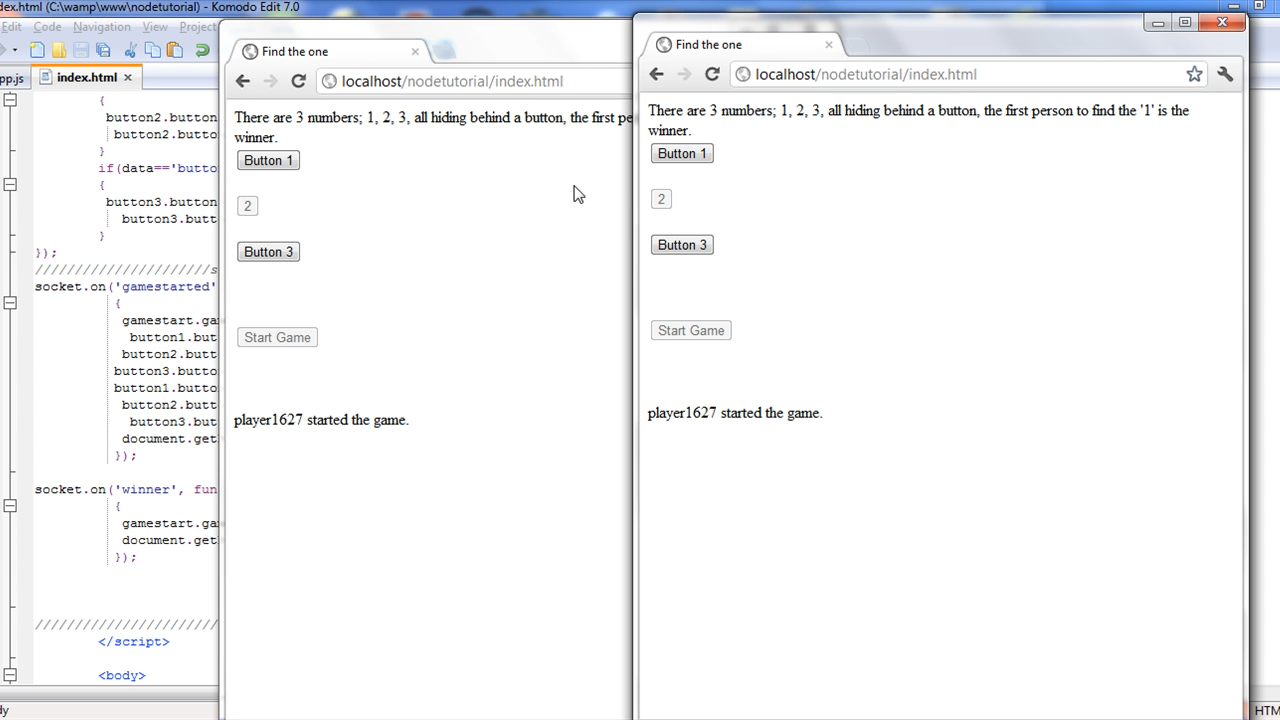 ndex.html (C:\wamp\www\nodetutorial) - Komodo Edit 7.0
Edit Code Navigation View Project
pp.js index.html
{
button2.button
button2.butto
}
if(data=='butto
{
button3.button
button3.butt
}
});
//////////////////////s
socket.on('gamestarted'
{
gamestart.gam
button1.but
button2.butt
button3.but
button1.but
button2.butt
button3.but
document.get
});
socket.on('winner', fun
{
gamestart.gam
document.get
});
///////////////////////
</script>
<body>
dy
Find the one
localhost/nodetutorial/index.html
There are 3 numbers; 1, 2, 3, all hiding behind a button, the first pe
winner.
Button 1
2
Button 3
Start Game
player1627 started the game.
Find the one
localhost/nodetutorial/index.html
There are 3 numbers; 1, 2, 3, all hiding behind a button, the first person to find the '1' is the
winner.
Button 1
2
Button 3
Start Game
player1627 started the game.
HTM